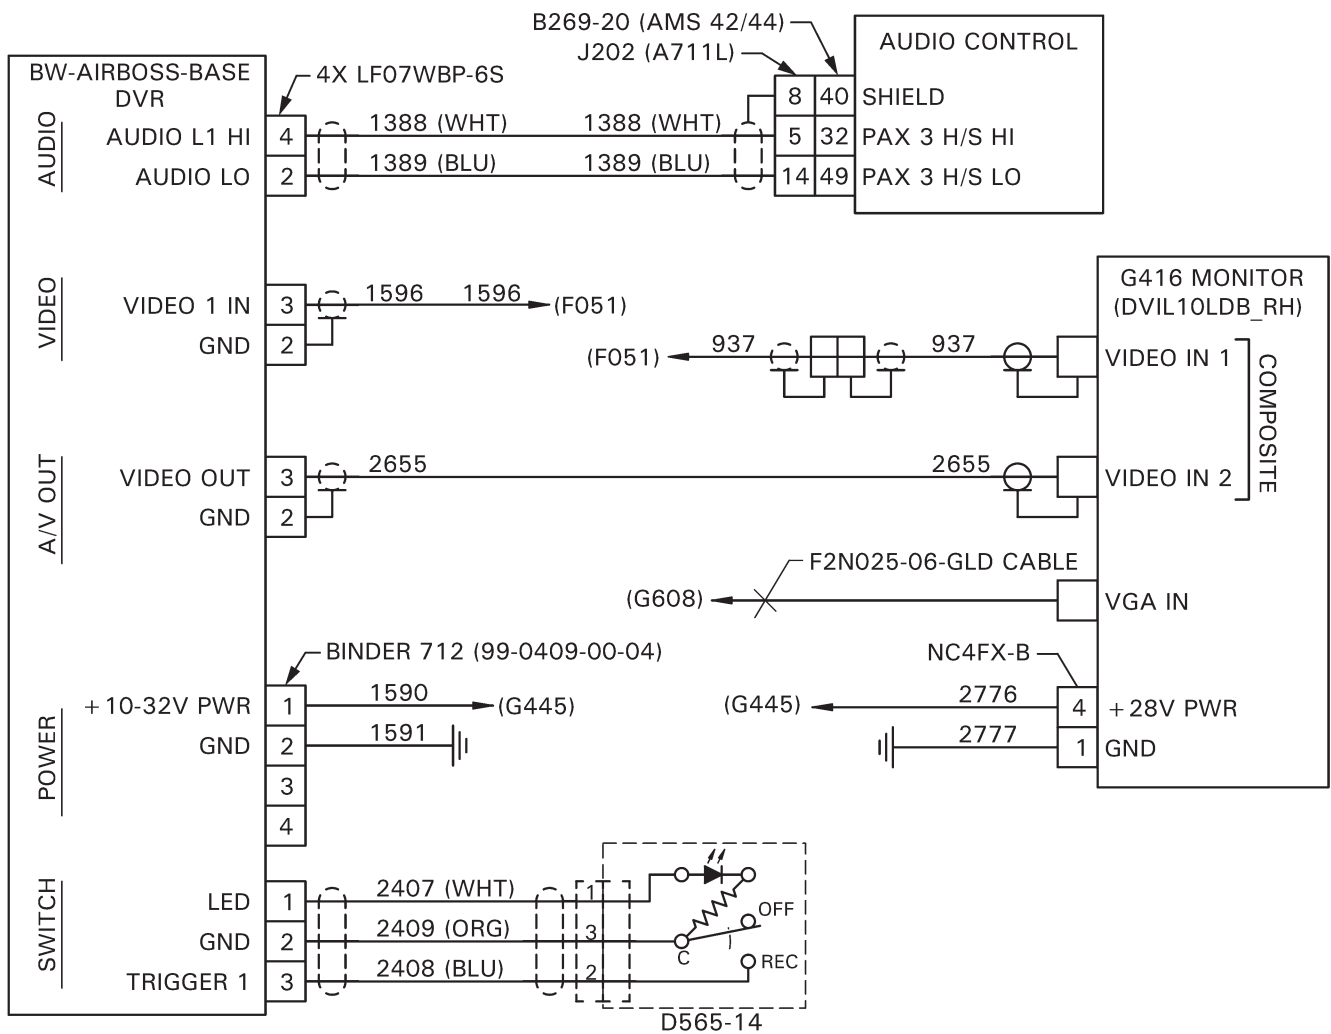 B269-20 (AMS 42/44)
J202 (A711L)
AUDIO CONTROL
8 40 SHIELD
5 32 PAX 3 H/S HI
14 49 PAX 3 H/S LO
BW-AIRBOSS-BASE
DVR
4X LF07WBP-6S
AUDIO
AUDIO L1 HI 4 1388 (WHT) 1388 (WHT)
AUDIO LO 2 1389 (BLU) 1389 (BLU)
VIDEO
VIDEO 1 IN 3 1596 1596 (F051)
GND 2
G416 MONITOR
(DVIL10LDB_RH)
(F051) 937 937 VIDEO IN 1
COMPOSITE
A/V OUT
VIDEO OUT 3 2655 2655 VIDEO IN 2
GND 2
F2N025-06-GLD CABLE
(G608) VGA IN
BINDER 712 (99-0409-00-04)
NC4FX-B
POWER
+10-32V PWR 1 1590 (G445)
GND 2 1591
3
4
(G445) 2776 4 +28V PWR
2777 1 GND
SWITCH
LED 1 2407 (WHT) 1
GND 2 2409 (ORG) 3
TRIGGER 1 3 2408 (BLU) 2
OFF
C
REC
D565-14